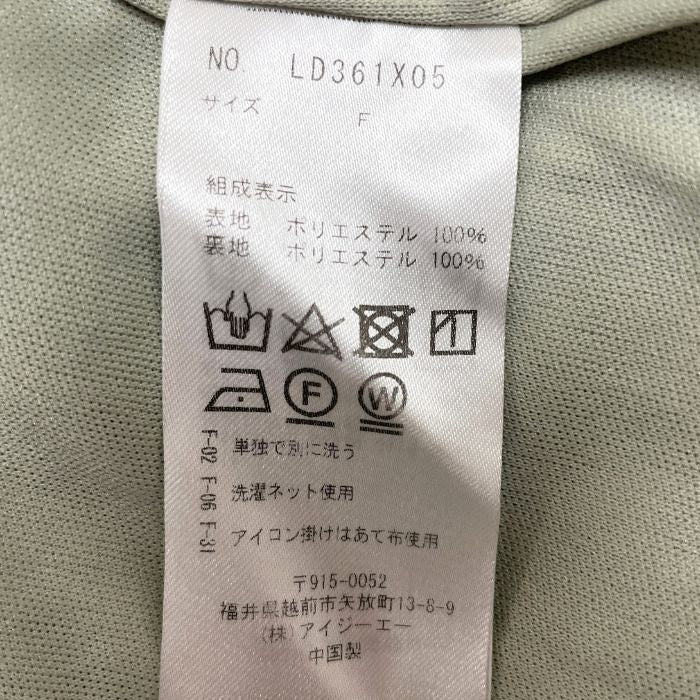 NO. LD361X05
サイズ F
組成表示
表地 ポリエステル 100%
裏地 ポリエステル 100%
F
W
F-02 F-06 F-31
単独で別に洗う
洗濯ネット使用
アイロン掛けはあて布使用
〒915-0052
福井県越前市矢放町13-8-9
(株)アイジーエー
中国製